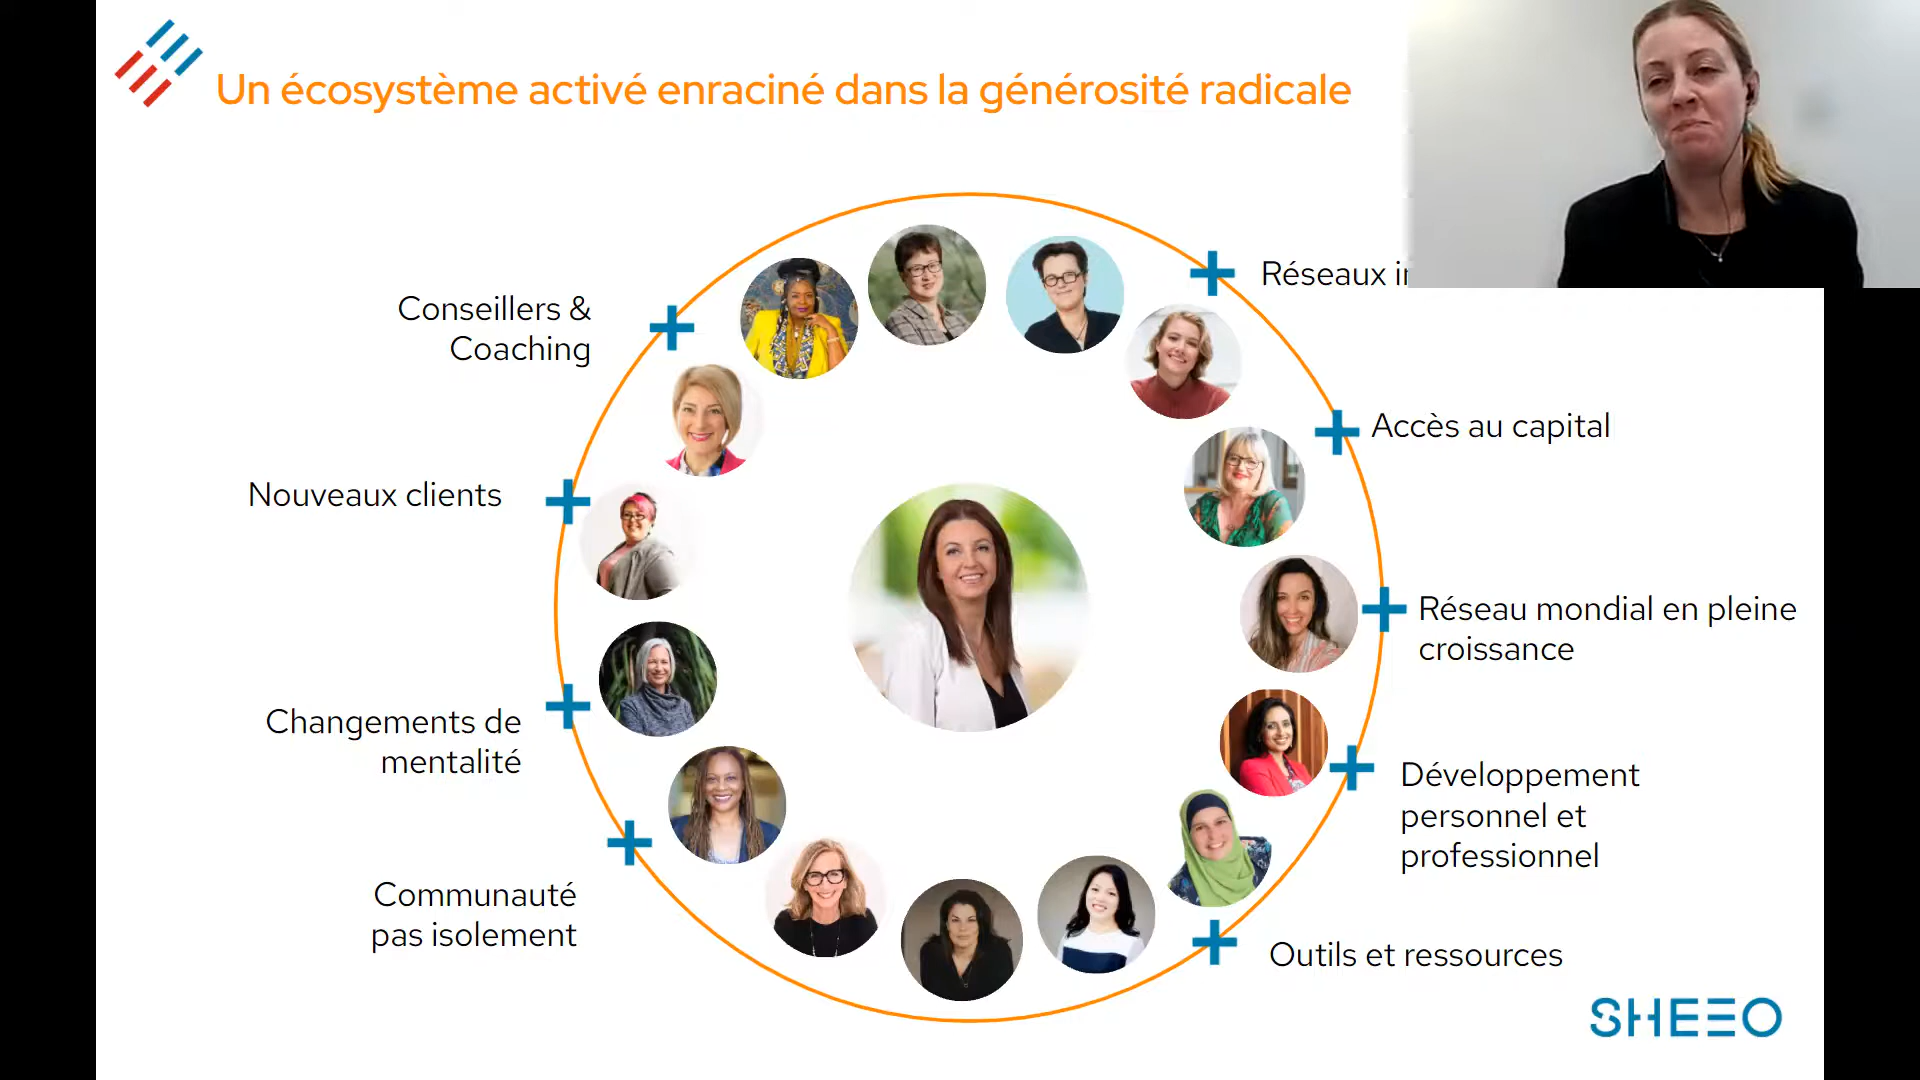 Un écosystème activé enraciné dans la générosité radicale
Conseillers &
Coaching
Réseaux
Nouveaux clients
Accès au capital
Changements de
mentalité
Réseau mondial en pleine
croissance
Communauté
pas isolement
Développement
personnel et
professionnel
Outils et ressources
SHEEO